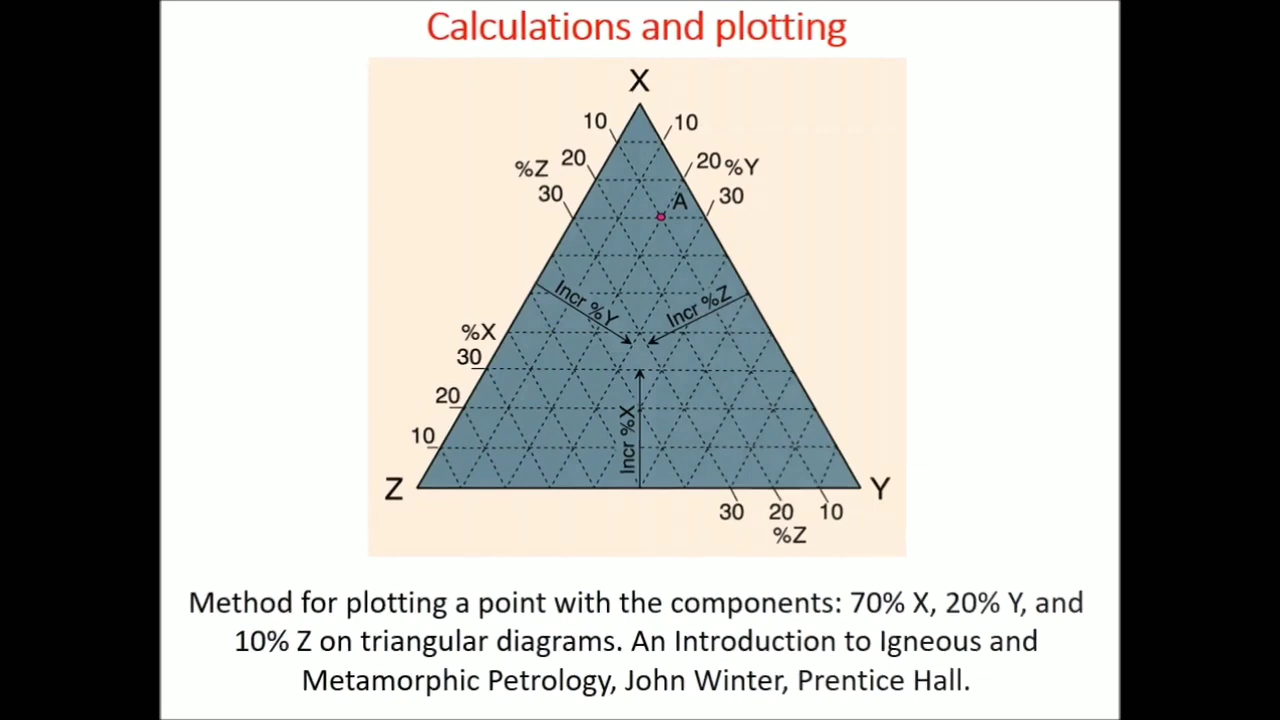 Calculations and plotting
X
10
10
%Z
20
20
%Y
30
A
30
Incr %Y
Incr %Z
%X
30
20
Incr %X
10
Z
Y
30
20
10
%Z
Method for plotting a point with the components: 70% X, 20% Y, and
10% Z on triangular diagrams. An Introduction to Igneous and
Metamorphic Petrology, John Winter, Prentice Hall.